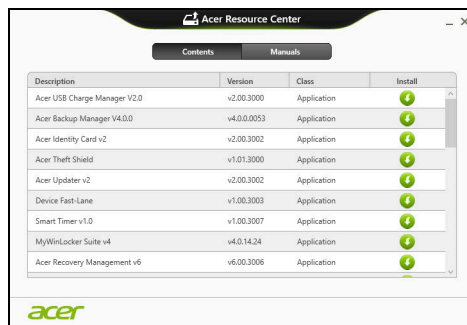 Acer Resource Center
Contents Manuals
Description Version Class Install
Acer USB Charge Manager V2.0 v2.00.3000 Application
Acer Backup Manager V4.0.0 v4.0.0.0053 Application
Acer Identity Card v2 v2.00.3002 Application
Acer Theft Shield v1.01.3000 Application
Acer Updater v2 v2.00.3002 Application
Device Fast-Lane v1.00.3003 Application
Smart Timer v1.0 v1.00.3007 Application
MyWinLocker Suite v4 v4.0.14.24 Application
Acer Recovery Management v6 v6.00.3006 Application
acer